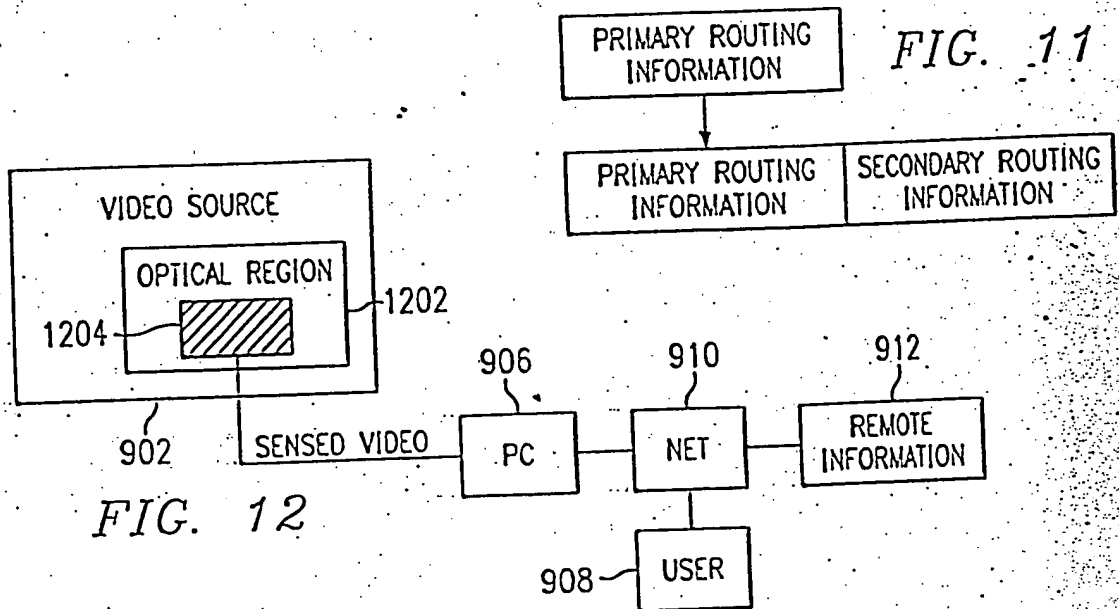 PRIMARY ROUTING
INFORMATION
FIG. 11
PRIMARY ROUTING
INFORMATION
SECONDARY ROUTING
INFORMATION
VIDEO SOURCE
OPTICAL REGION
1204
1202
902
SENSED VIDEO
906
PC
910
NET
912
REMOTE
INFORMATION
908
USER
FIG. 12